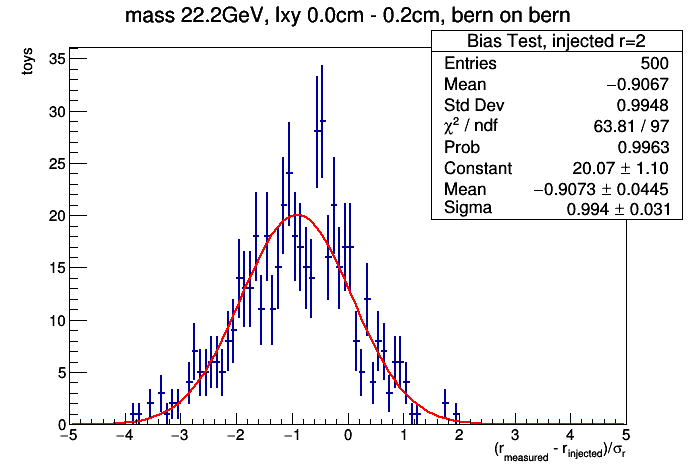 mass 22.2GeV, lxy 0.0cm - 0.2cm, bern on bern
toys
Bias Test, injected r=2
Entries 500
Mean −0.9067
Std Dev 0.9948
χ² / ndf 63.81 / 97
Prob 0.9963
Constant 20.07 ± 1.10
Mean −0.9073 ± 0.0445
Sigma 0.994 ± 0.031
35
30
25
20
15
10
5
0
−5 −4 −3 −2 −1 0 1 2 3 4 5
(r_measured - r_injected)/σ_r